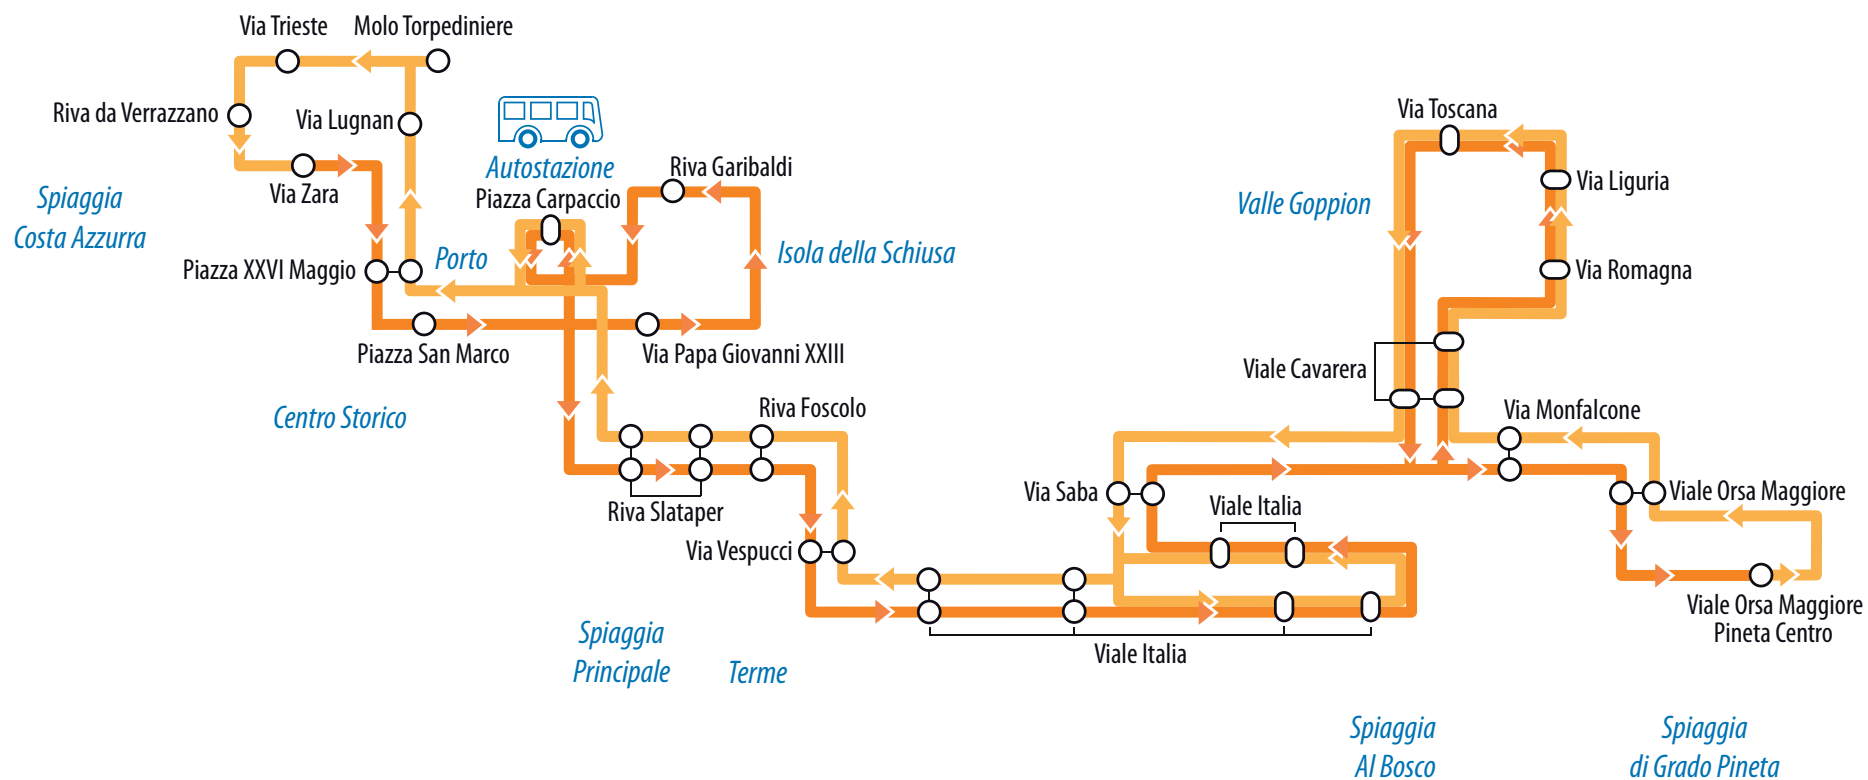 Via Trieste
Molo Torpediniere
Riva da Verrazzano
Via Lugnan
Via Zara
Spiaggia
Costa Azzurra
Autostazione
Piazza Carpaccio
Riva Garibaldi
Piazza XXVI Maggio
Porto
Isola della Schiusa
Piazza San Marco
Via Papa Giovanni XXIII
Centro Storico
Riva Foscolo
Riva Slataper
Via Vespucci
Spiaggia
Principale
Terme
Via Toscana
Via Liguria
Valle Goppion
Via Romagna
Viale Cavarera
Via Monfalcone
Via Saba
Viale Italia
Viale Orsa Maggiore
Viale Orsa Maggiore
Pineta Centro
Viale Italia
Spiaggia
Al Bosco
Spiaggia
di Grado Pineta